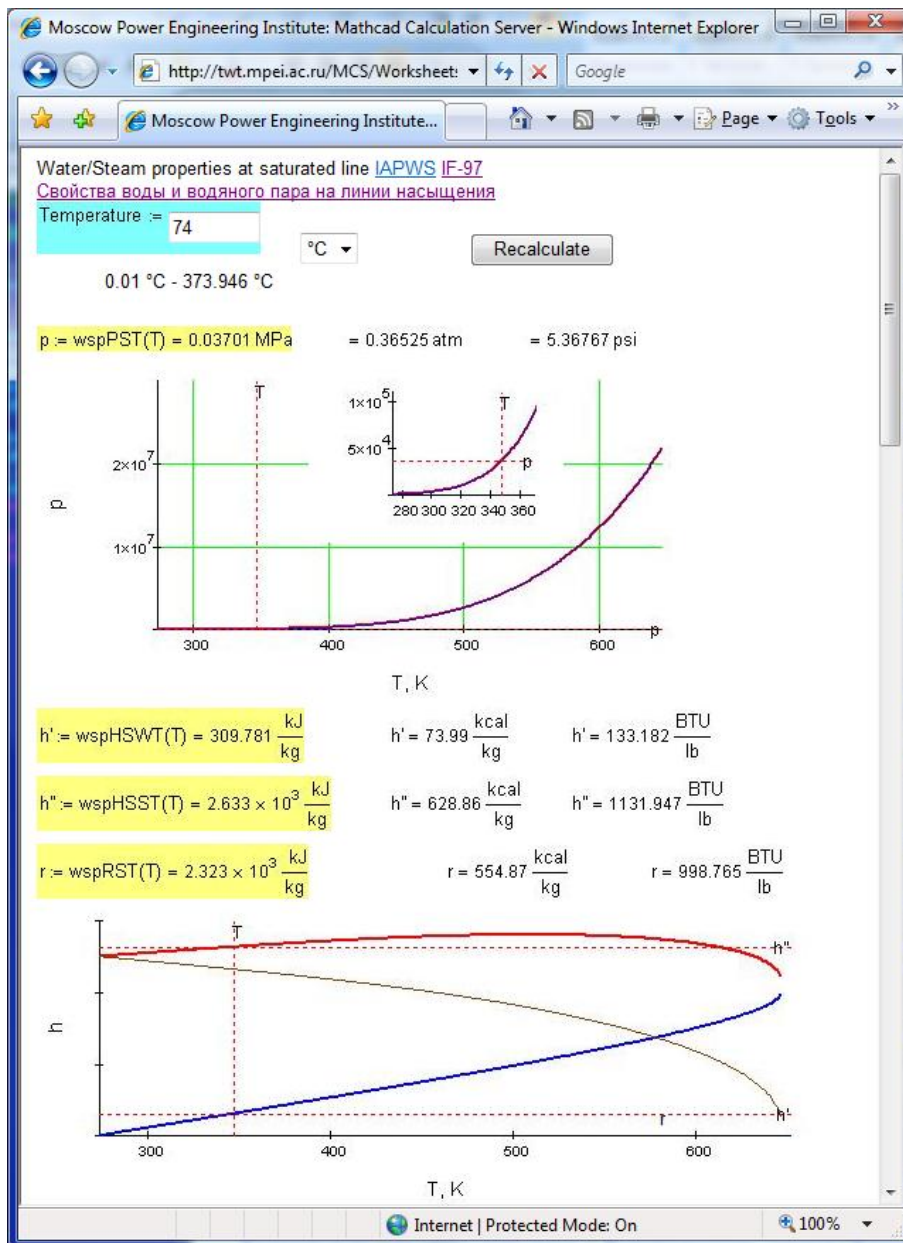 Moscow Power Engineering Institute: Mathcad Calculation Server - Windows Internet Explorer
http://twt.mpei.ac.ru/MCS/Worksheet: Google
Moscow Power Engineering Institute... Page Tools »
Water/Steam properties at saturated line IAPWS IF-97
Свойства воды и водяного пара на линии насыщения
Temperature := 74
°C Recalculate
0.01 °C - 373.946 °C
p := wspPST(T) = 0.03701 MPa = 0.36525 atm = 5.36767 psi
T
1×10^5
T
5×10^4
p
280 300 320 340 360
2×10^7
p
1×10^7
p
300 400 500 600
T, K
h' := wspHSWT(T) = 309.781 kJ/kg h' = 73.99 kcal/kg h' = 133.182 BTU/lb
h" := wspHSST(T) = 2.633 × 10^3 kJ/kg h" = 628.86 kcal/kg h" = 1131.947 BTU/lb
r := wspRST(T) = 2.323 × 10^3 kJ/kg r = 554.87 kcal/kg r = 998.765 BTU/lb
T
h"
h
r h'
300 400 500 600
T, K
Internet | Protected Mode: On 100%